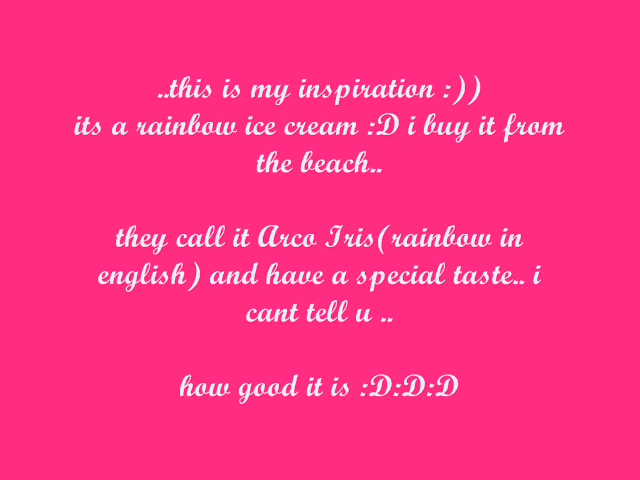 ..this is my inspiration :))
its a rainbow ice cream :D i buy it from
the beach..
they call it Arco Iris(rainbow in
english) and have a special taste.. i
cant tell u ..
how good it is :D:D:D